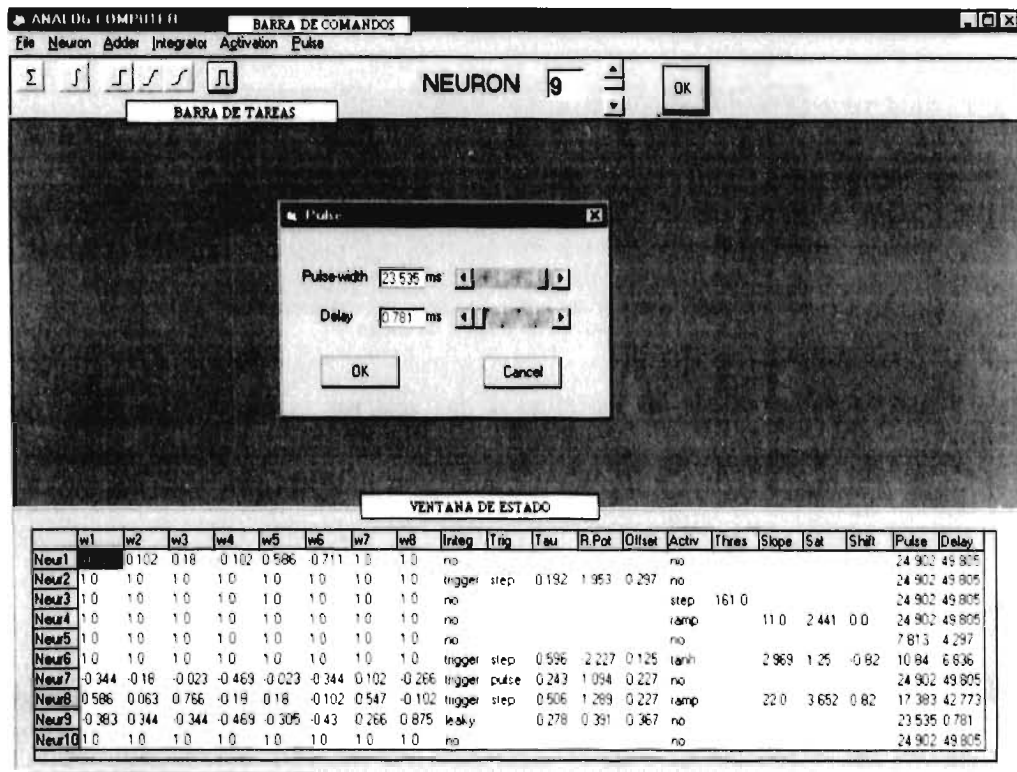 ANALOG COMPUTER
BARRA DE COMANDOS
File Neuron Adder Integrator Activation Pulse
Σ ∫
NEURON 9 OK
BARRA DE TAREAS
Pulse
Pulse-width 23.535 ms
Delay 0.781 ms
OK Cancel
VENTANA DE ESTADO
w1 w2 w3 w4 w5 w6 w7 w8 Integ Trig Tau R.Pot Offset Activ Thres Slope Sat Shift Pulse Delay
Neur1 0.102 0.18 -0.102 0.586 -0.711 1.0 1.0 no no 24.902 49.805
Neur2 1.0 1.0 1.0 1.0 1.0 1.0 1.0 1.0 trigger step 0.192 1.953 0.297 no 24.902 49.805
Neur3 1.0 1.0 1.0 1.0 1.0 1.0 1.0 1.0 no step 161.0 24.902 49.805
Neur4 1.0 1.0 1.0 1.0 1.0 1.0 1.0 1.0 no ramp 11.0 2.441 0.0 24.902 49.805
Neur5 1.0 1.0 1.0 1.0 1.0 1.0 1.0 1.0 no no 7.813 4.297
Neur6 1.0 1.0 1.0 1.0 1.0 1.0 1.0 1.0 trigger step 0.596 -2.227 0.125 tanh 2.969 1.25 -0.82 10.84 6.836
Neur7 -0.344 -0.18 -0.023 -0.469 -0.023 -0.344 0.102 -0.266 trigger pulse 0.243 1.094 0.227 no 24.902 49.805
Neur8 0.586 0.063 0.766 -0.18 0.18 -0.102 0.547 -0.102 trigger step 0.506 1.289 0.227 ramp 22.0 3.652 0.82 17.383 42.773
Neur9 -0.383 0.344 -0.344 -0.469 -0.305 -0.43 0.266 0.875 leaky 0.278 0.391 0.367 no 23.535 0.781
Neur10 1.0 1.0 1.0 1.0 1.0 1.0 1.0 1.0 no no 24.902 49.805